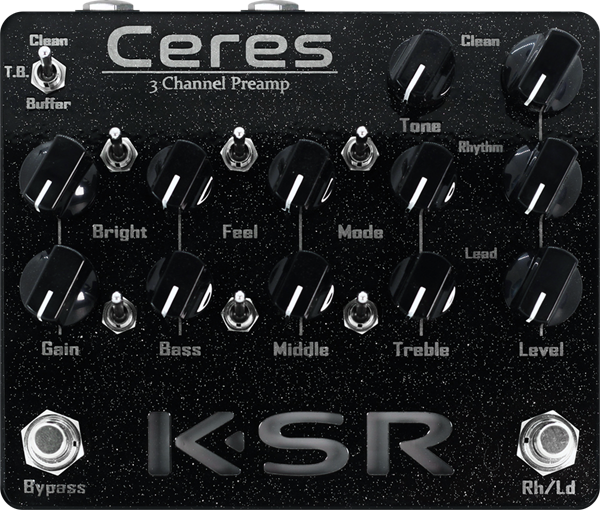 Clean
T.B.
Buffer
Ceres
3 Channel Preamp
Clean
Tone
Rhythm
Bright
Feel
Mode
Lead
Gain
Bass
Middle
Treble
Level
K·SR
Bypass
Rh/Ld